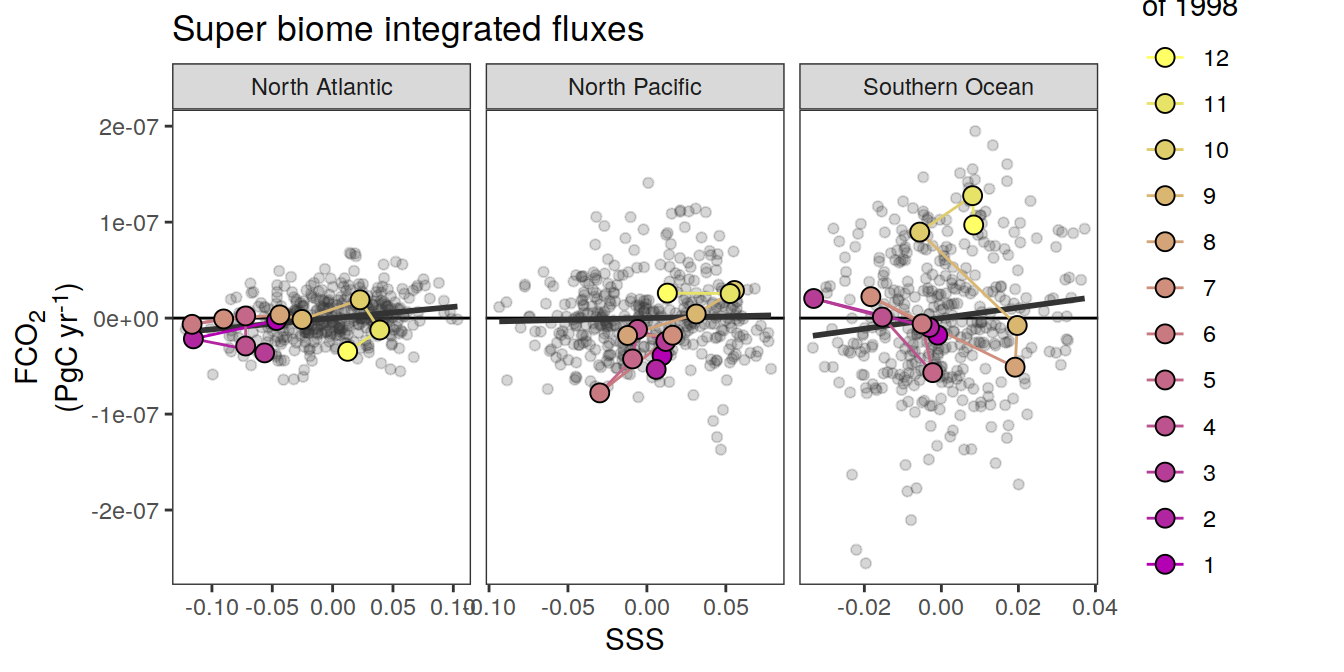 of 1998
Super biome integrated fluxes
North Atlantic North Pacific Southern Ocean
12
11
10
9
8
7
6
5
4
3
2
1
2e-07
1e-07
0e+00
-1e-07
-2e-07
FCO₂
(PgC yr⁻¹)
-0.10 -0.05 0.00 0.05 0.10 -0.10 -0.05 0.00 0.05 -0.02 0.00 0.02 0.04
SSS